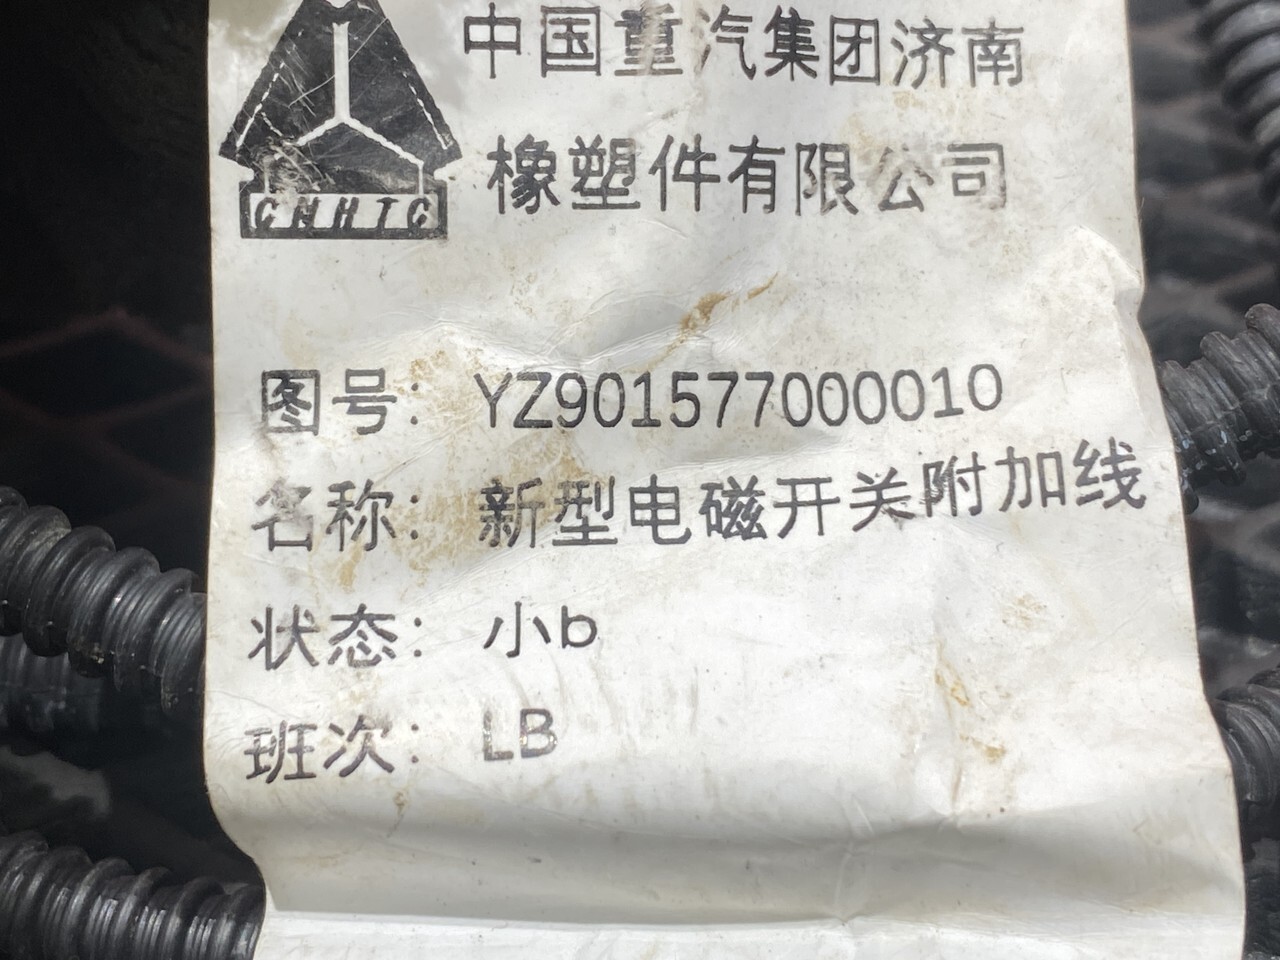 中国重汽集团济南
橡塑件有限公司
CNHTC
图号: YZ901577000010
名称: 新型电磁开关附加线
状态: 小b
班次: LB